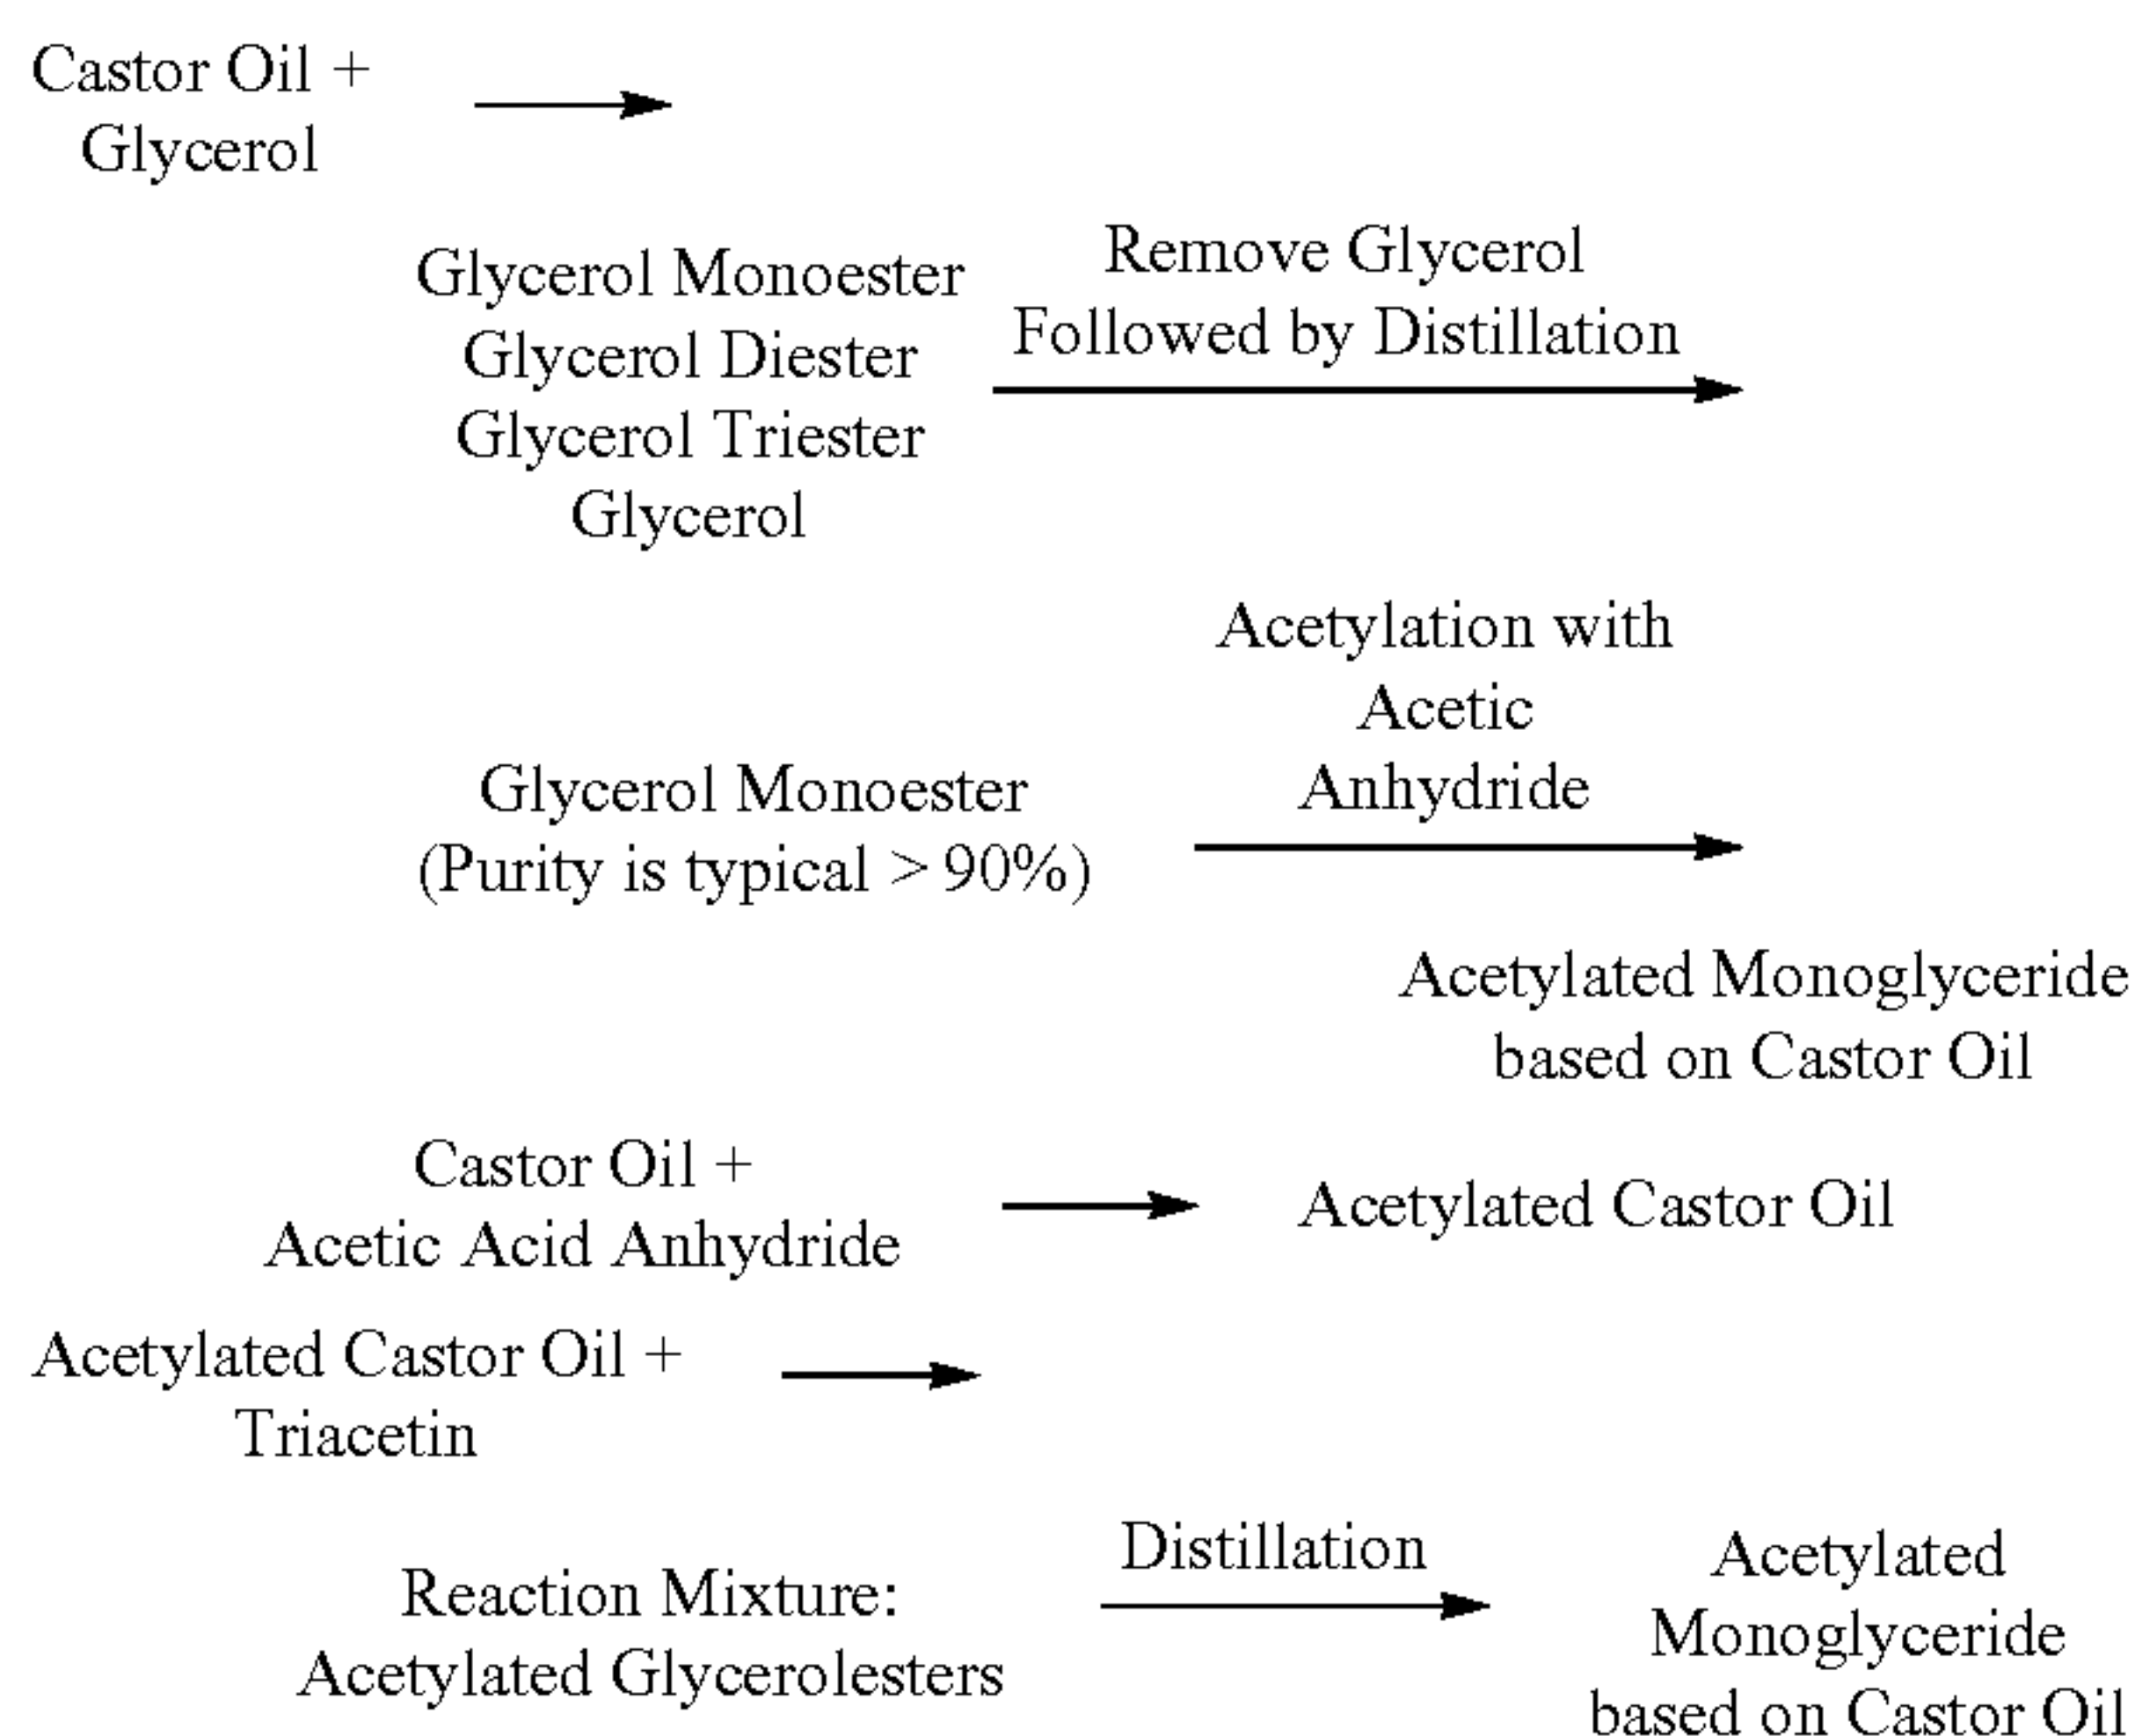 Castor Oil +
Glycerol
Glycerol Monoester
Glycerol Diester
Glycerol Triester
Glycerol
Remove Glycerol
Followed by Distillation
Glycerol Monoester
(Purity is typical > 90%)
Acetylation with
Acetic
Anhydride
Acetylated Monoglyceride
based on Castor Oil
Castor Oil +
Acetic Acid Anhydride
Acetylated Castor Oil
Acetylated Castor Oil +
Triacetin
Reaction Mixture:
Acetylated Glycerolesters
Distillation
Acetylated
Monoglyceride
based on Castor Oil